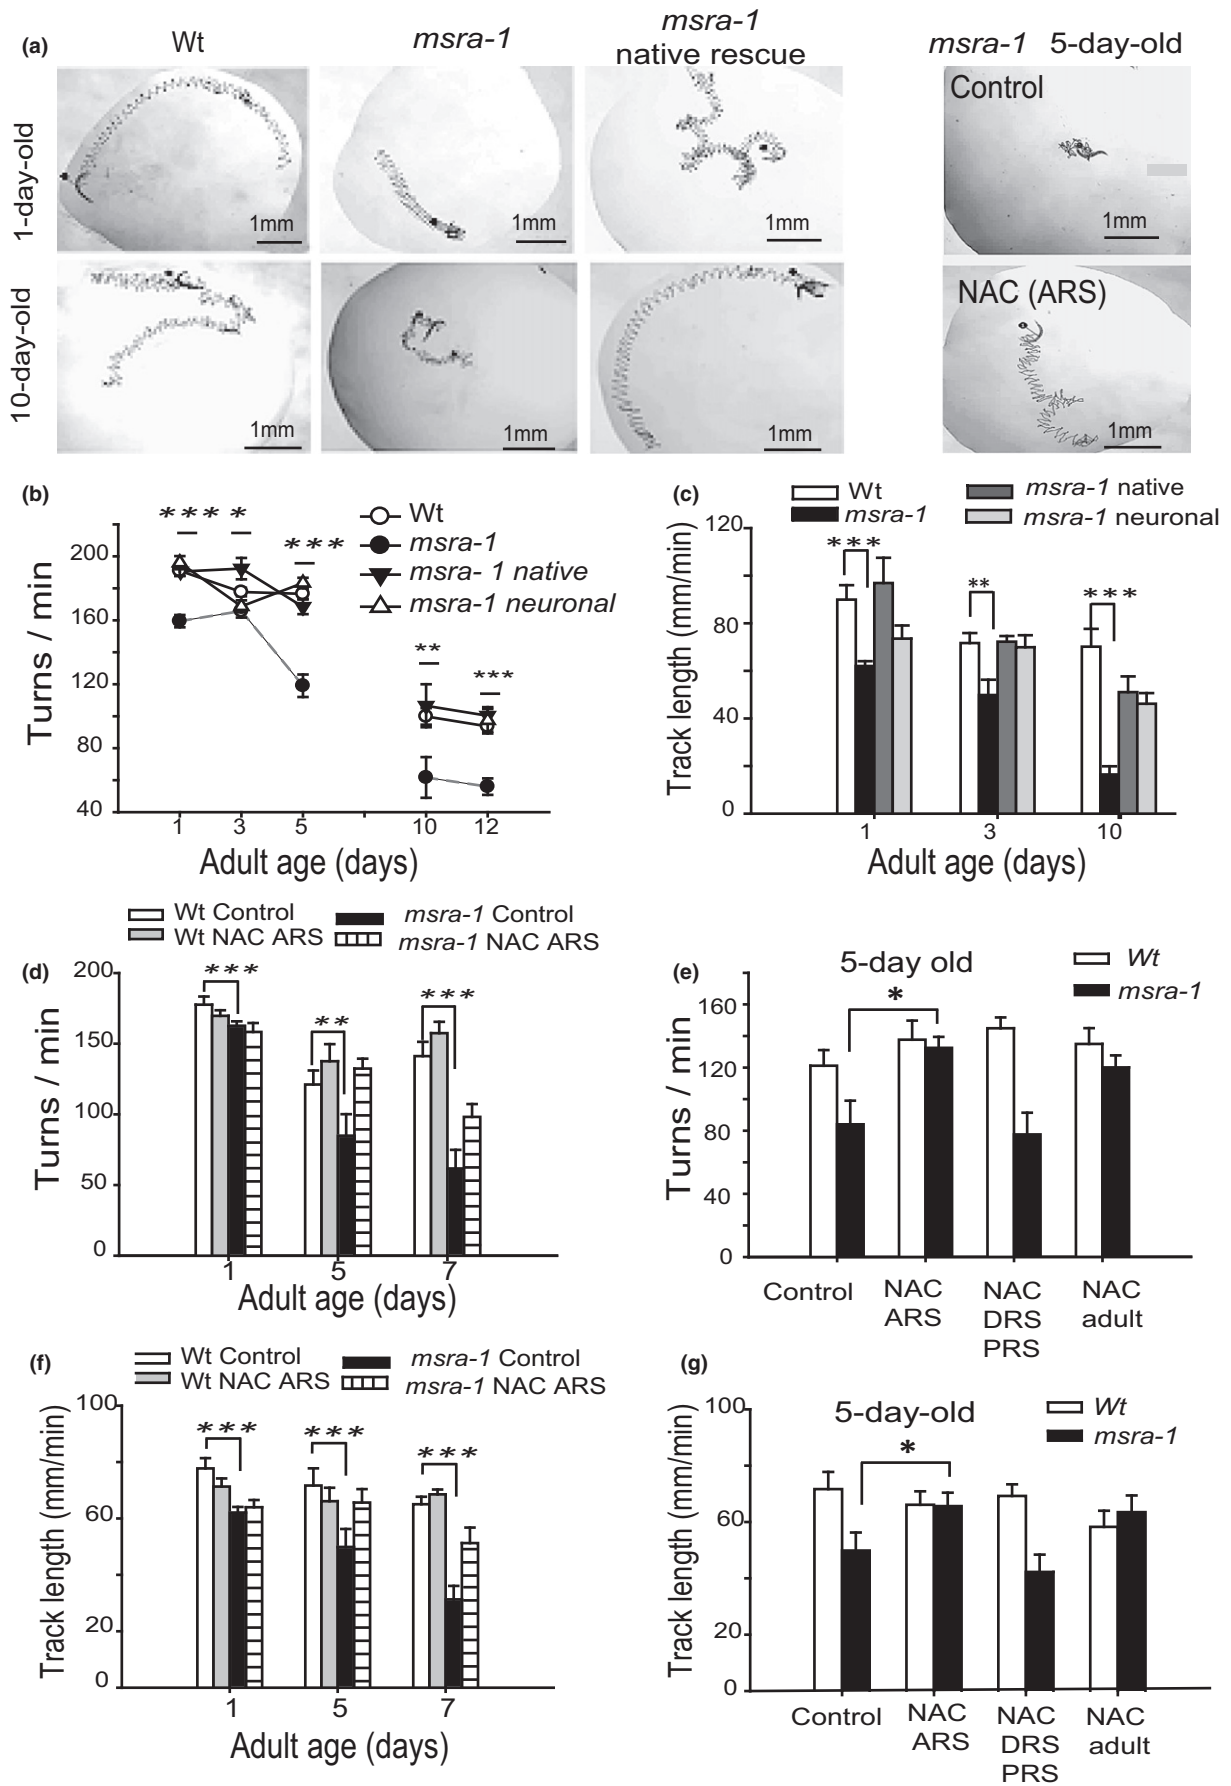 (a)
Wt
msra-1
msra-1
native rescue
msra-1 5-day-old
1-day-old
1mm
1mm
1mm
Control
1mm
10-day-old
1mm
1mm
1mm
NAC (ARS)
1mm
(b)
*** *
***
**
***
Wt
msra-1
msra- 1 native
msra-1 neuronal
Turns / min
200
160
120
80
40
1 3 5 10 12
Adult age (days)
(c)
Wt
msra-1
msra-1 native
msra-1 neuronal
Track length (mm/min)
120
80
40
0
***
**
***
1 3 10
Adult age (days)
(d)
Wt Control
Wt NAC ARS
msra-1 Control
msra-1 NAC ARS
Turns / min
200
150
100
50
0
***
**
***
1 5 7
Adult age (days)
(e)
5-day old
Wt
msra-1
*
Turns / min
160
120
80
40
0
Control
NAC
ARS
NAC
DRS
PRS
NAC
adult
(f)
Wt Control
Wt NAC ARS
msra-1 Control
msra-1 NAC ARS
Track length (mm/min)
100
60
20
0
***
***
***
1 5 7
Adult age (days)
(g)
5-day-old
Wt
msra-1
*
Track length (mm/min)
100
60
20
0
Control
NAC
ARS
NAC
DRS
PRS
NAC
adult